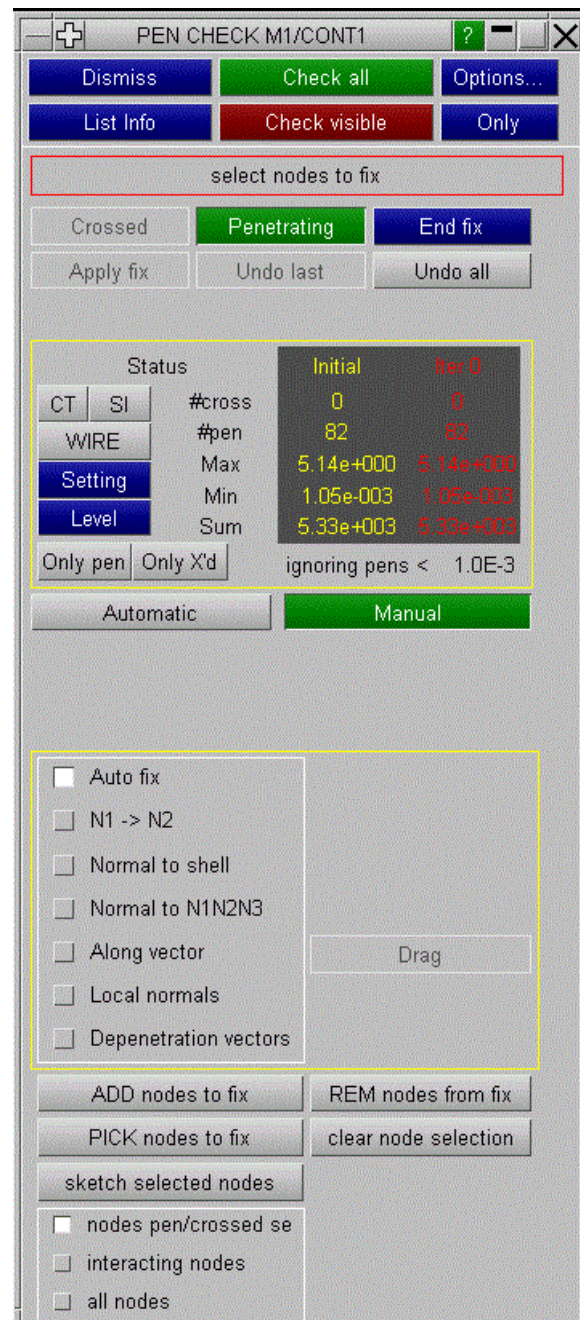 PEN CHECK M1/CONT1 ?
Dismiss Check all Options...
List Info Check visible Only
select nodes to fix
Crossed Penetrating End fix
Apply fix Undo last Undo all
Status Initial Iter 0
CT SI #cross 0 0
WIRE #pen 82 82
Setting Max 5.14e+000 5.14e+000
Level Min 1.05e-003 1.05e-003
Sum 5.33e+003 5.33e+003
Only pen Only X'd ignoring pens < 1.0E-3
Automatic Manual
Auto fix
N1 -> N2
Normal to shell
Normal to N1N2N3
Along vector Drag
Local normals
Depenetration vectors
ADD nodes to fix REM nodes from fix
PICK nodes to fix clear node selection
sketch selected nodes
nodes pen/crossed se
interacting nodes
all nodes